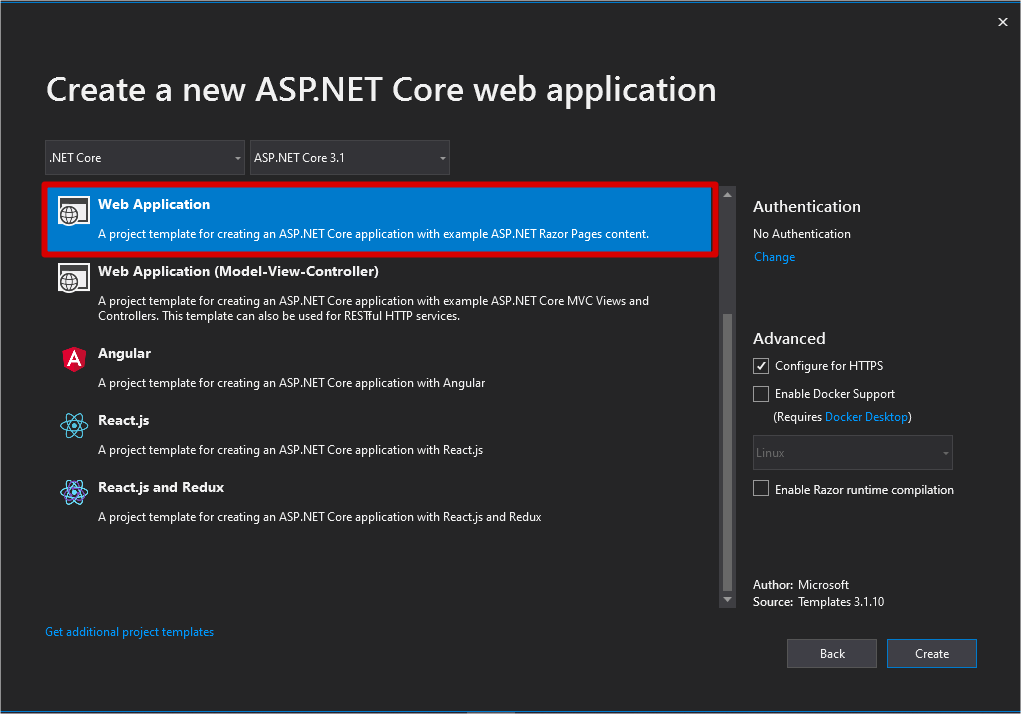 Create a new ASP.NET Core web application
.NET Core
ASP.NET Core 3.1
Web Application
A project template for creating an ASP.NET Core application with example ASP.NET Razor Pages content.
Web Application (Model-View-Controller)
A project template for creating an ASP.NET Core application with example ASP.NET Core MVC Views and
Controllers. This template can also be used for RESTful HTTP services.
Angular
A project template for creating an ASP.NET Core application with Angular
React.js
A project template for creating an ASP.NET Core application with React.js
React.js and Redux
A project template for creating an ASP.NET Core application with React.js and Redux
Get additional project templates
Authentication
No Authentication
Change
Advanced
Configure for HTTPS
Enable Docker Support
(Requires Docker Desktop)
Linux
Enable Razor runtime compilation
Author: Microsoft
Source: Templates 3.1.10
Back
Create